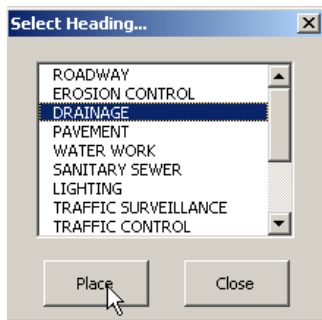 Select Heading...
ROADWAY
EROSION CONTROL
DRAINAGE
PAVEMENT
WATER WORK
SANITARY SEWER
LIGHTING
TRAFFIC SURVEILLANCE
TRAFFIC CONTROL
Place Close